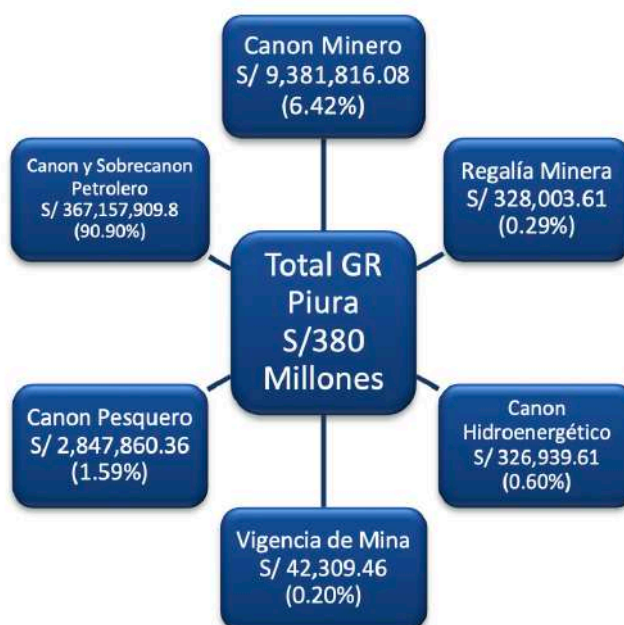 Canon Minero
S/ 9,381,816.08
(6.42%)
Canon y Sobrecanon
Petrolero
S/ 367,157,909.8
(90.90%)
Regalía Minera
S/ 328,003.61
(0.29%)
Total GR
Piura
S/380
Millones
Canon Pesquero
S/ 2,847,860.36
(1.59%)
Canon
Hidroenergético
S/ 326,939.61
(0.60%)
Vigencia de Mina
S/ 42,309.46
(0.20%)